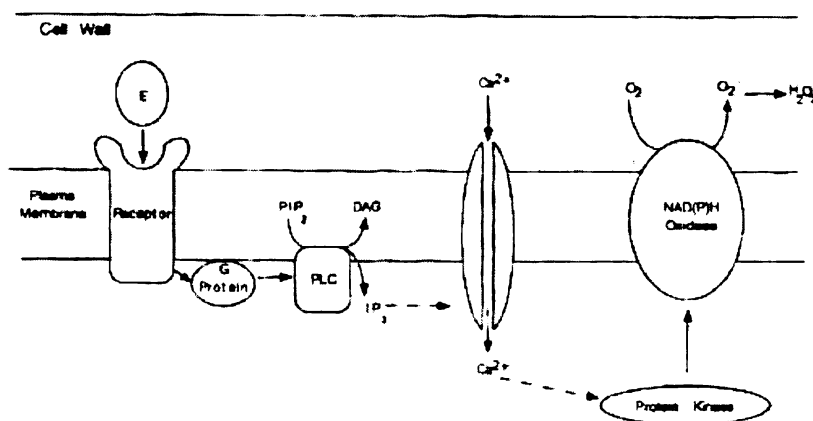 Cell Wall
E
Ca2+
O2
O2-
H2O2
Plasma
Membrane
Receptor
PIP2
DAG
NAD(P)H
Oxidase
G
Protein
PLC
IP3
Ca2+
Protein Kinase